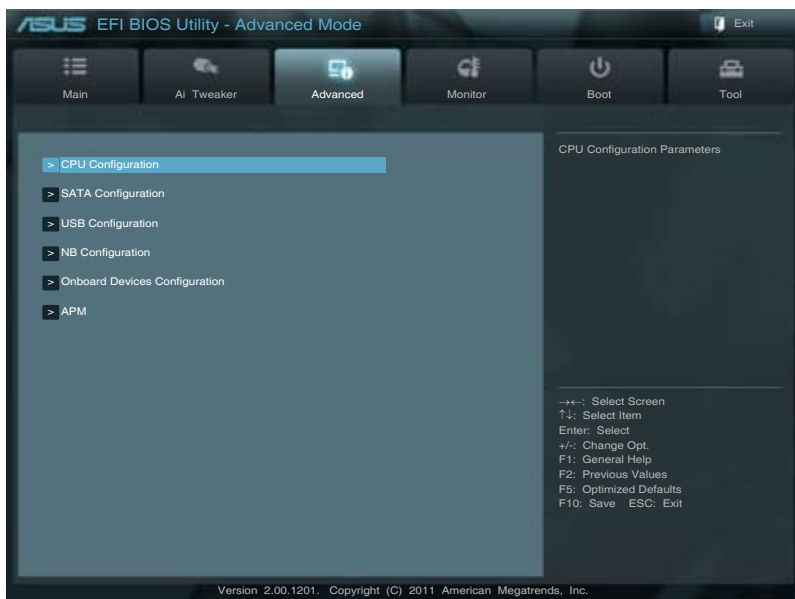 ASUS EFI BIOS Utility - Advanced Mode
Exit
Main
Ai Tweaker
Advanced
Monitor
Boot
Tool
> CPU Configuration
> SATA Configuration
> USB Configuration
> NB Configuration
> Onboard Devices Configuration
> APM
CPU Configuration Parameters
→←: Select Screen
↑↓: Select Item
Enter: Select
+/-: Change Opt.
F1: General Help
F2: Previous Values
F5: Optimized Defaults
F10: Save ESC: Exit
Version 2.00.1201. Copyright (C) 2011 American Megatrends, Inc.